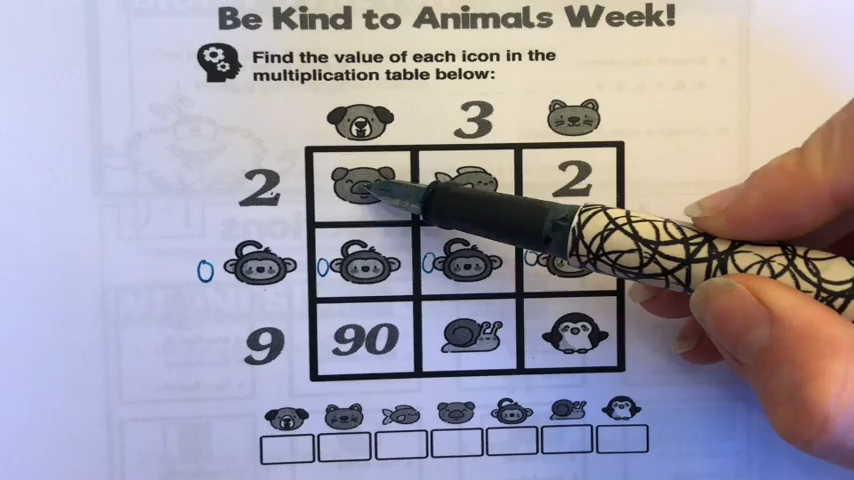 Be Kind to Animals Week!
Find the value of each icon in the
multiplication table below:
3
2 2
0 0 0 0
9 90